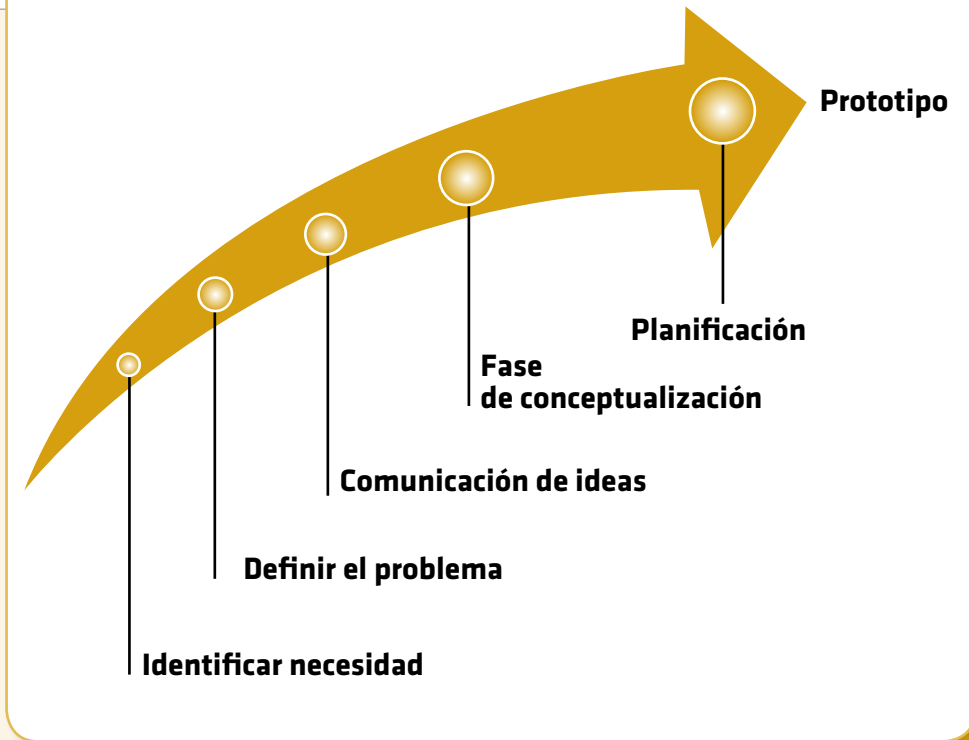 Prototipo
Planificación
Fase
de conceptualización
Comunicación de ideas
Definir el problema
Identificar necesidad